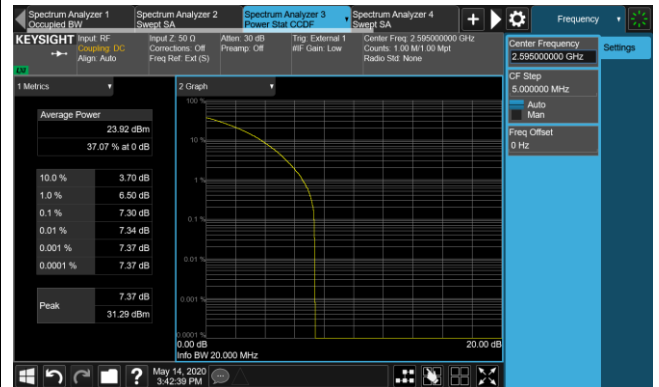 Spectrum Analyzer 1
Occupied BW
Spectrum Analyzer 2
Swept SA
Spectrum Analyzer 3
Power Stat CCDF
Spectrum Analyzer 4
Swept SA
Frequency
KEYSIGHT
Input: RF
Coupling: DC
Align: Auto
Input Z: 50 Ω
Corrections: Off
Freq Ref: Ext (S)
Atten: 30 dB
Preamp: Off
Trig: External 1
#IF Gain: Low
Center Freq: 2.595000000 GHz
Counts: 1.00 M/1.00 Mpt
Radio Std: None
Center Frequency
2.595000000 GHz
Settings
CF Step
5.000000 MHz
Auto
Man
Freq Offset
0 Hz
1 Metrics
2 Graph
Average Power
23.92 dBm
37.07 % at 0 dB
10.0 % 3.70 dB
1.0 % 6.50 dB
0.1 % 7.30 dB
0.01 % 7.34 dB
0.001 % 7.37 dB
0.0001 % 7.37 dB
Peak
7.37 dB
31.29 dBm
100 %
10 %
1 %
0.1 %
0.01 %
0.001 %
0.0001 %
0.00 dB
20.00 dB
Info BW 20.000 MHz
May 14, 2020
3:42:39 PM